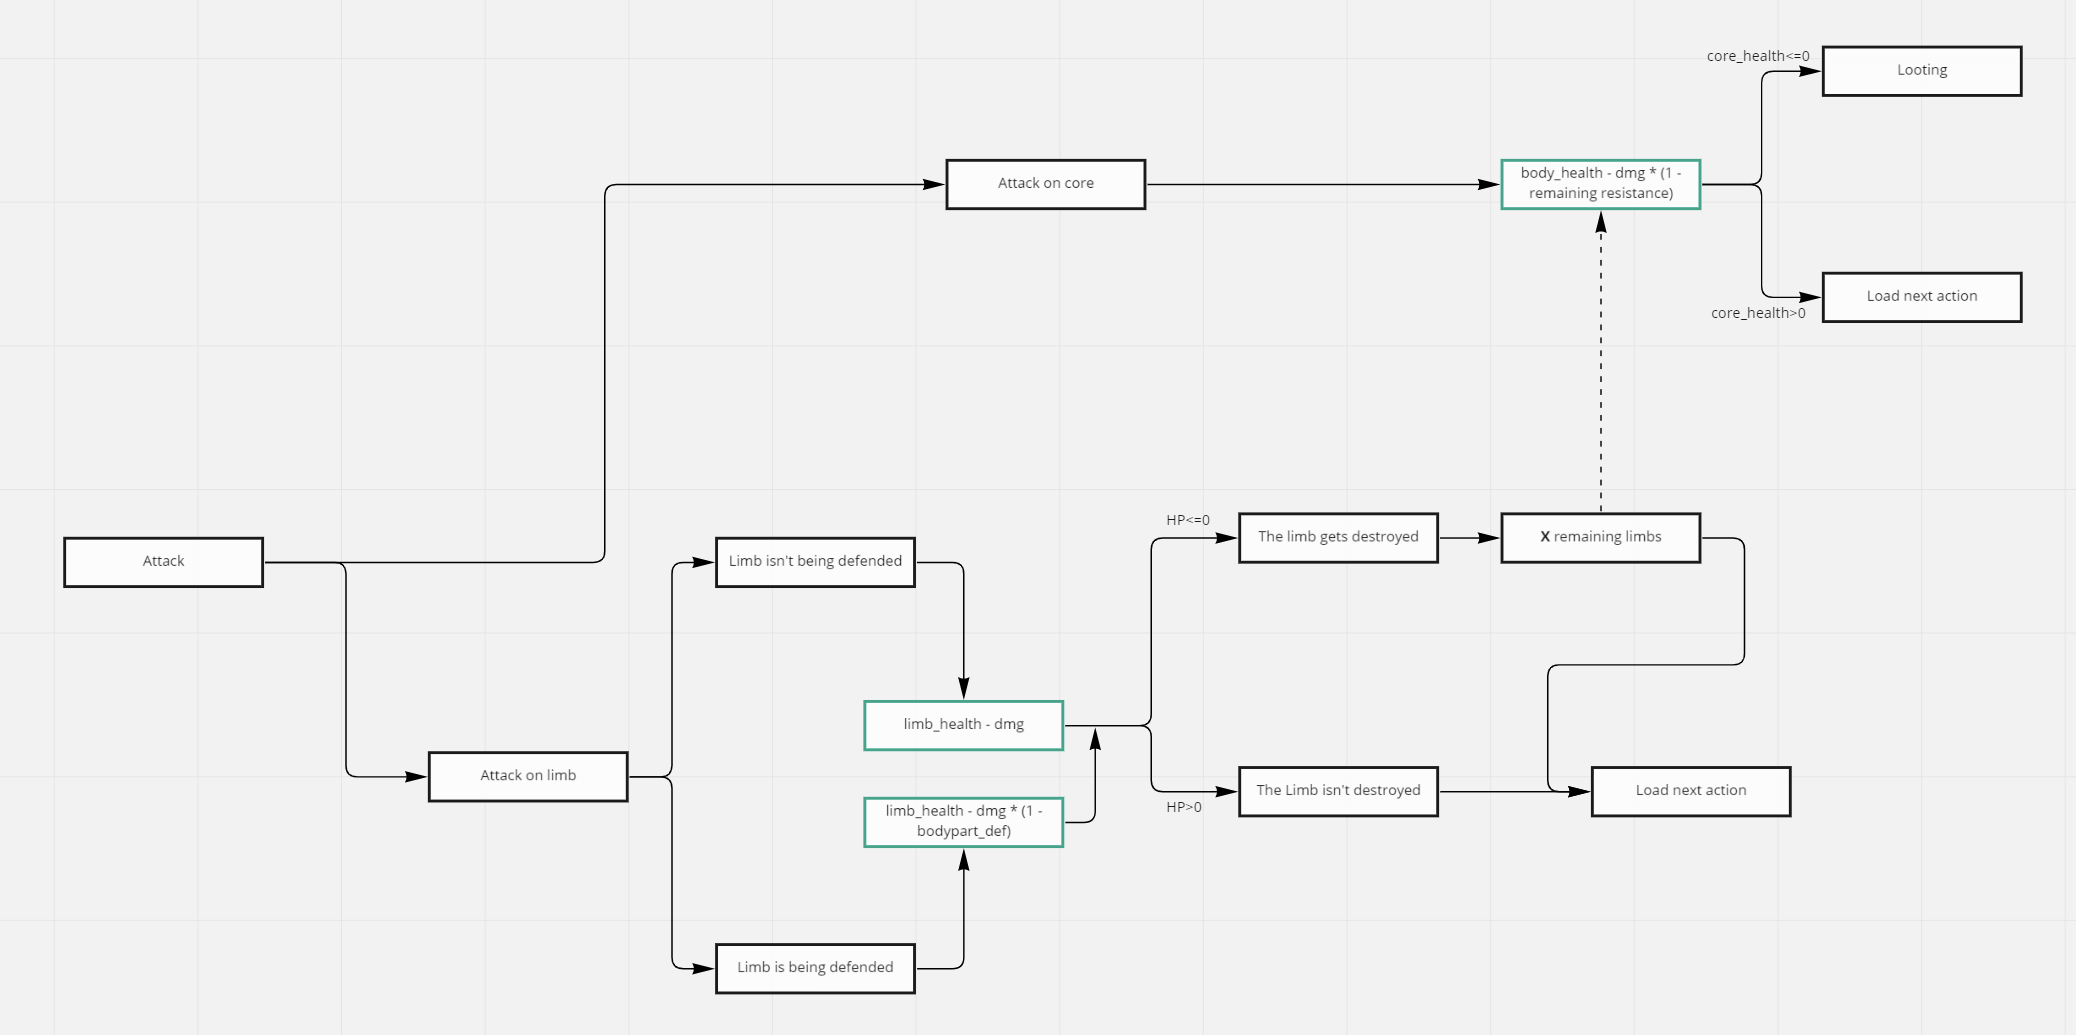 core_health<=0
Looting
Attack on core
body_health - dmg * (1 -
remaining resistance)
Load next action
core_health>0
HP<=0
The limb gets destroyed
X remaining limbs
Attack
Limb isn't being defended
limb_health - dmg
Attack on limb
The Limb isn't destroyed
Load next action
HP>0
limb_health - dmg * (1 -
bodypart_def)
Limb is being defended